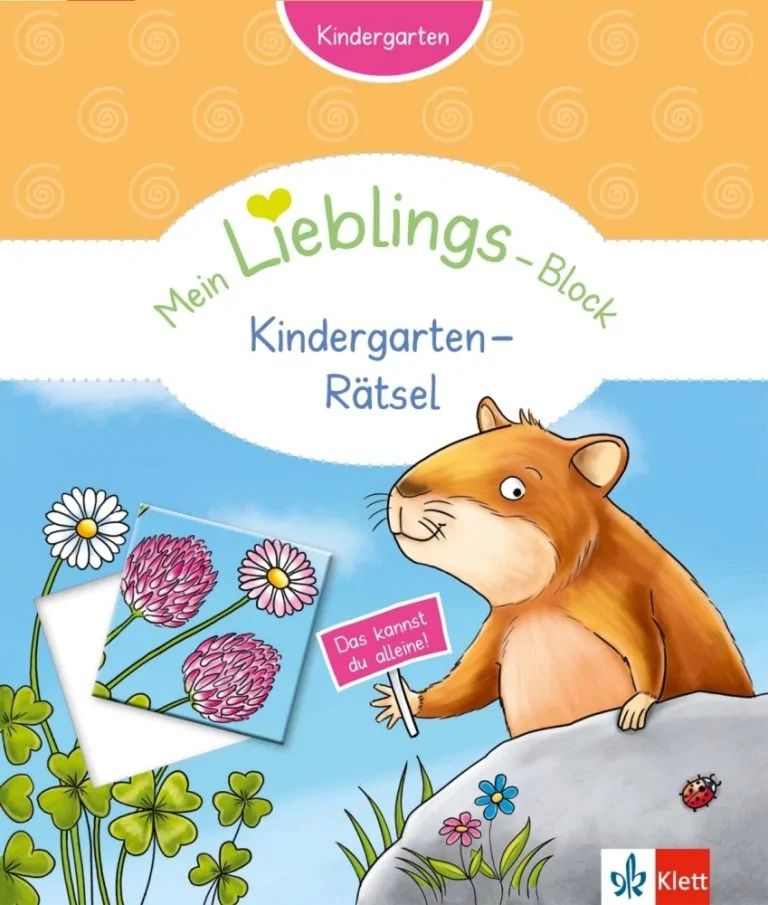 Kindergarten
Mein Lieblings-Block
Kindergarten-
Rätsel
Das kannst
du alleine!
Klett